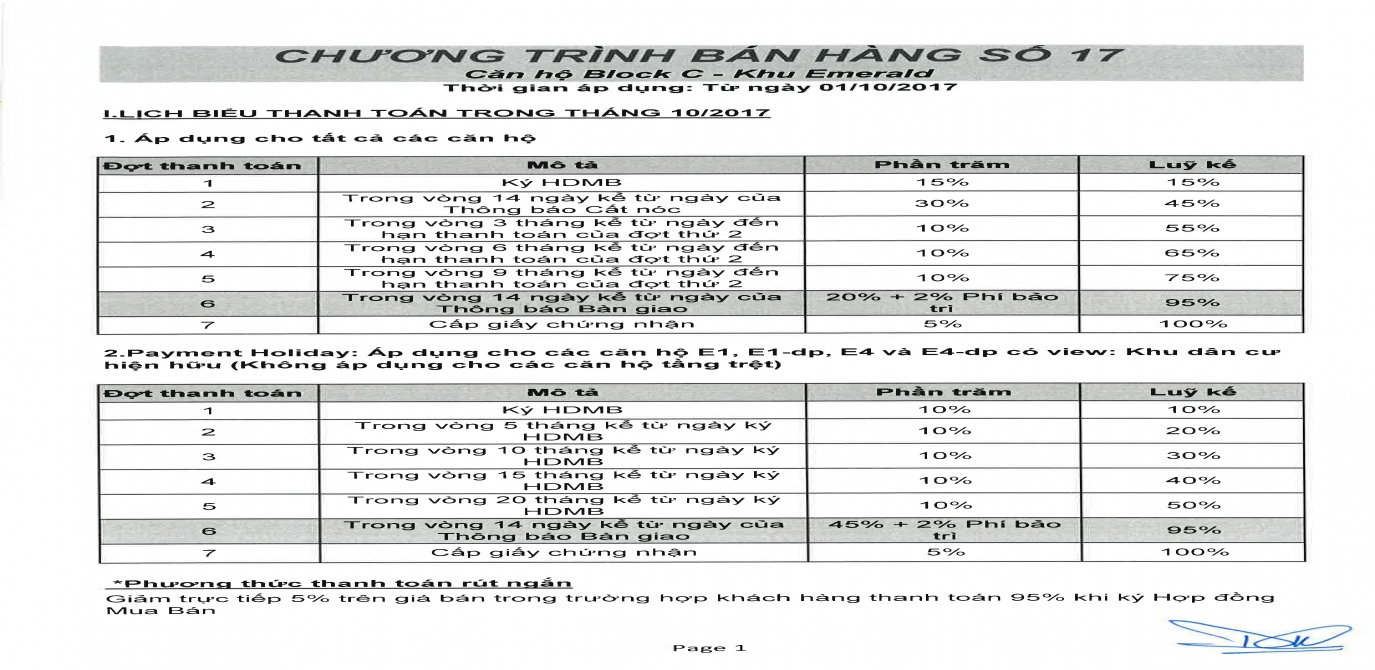 CHƯƠNG TRÌNH BÁN HÀNG SỐ 17
Căn hộ Block C - Khu Emerald
Thời gian áp dụng: Từ ngày 01/10/2017
I.LỊCH BIỂU THANH TOÁN TRONG THÁNG 10/2017
1. Áp dụng cho tất cả các căn hộ
Đợt thanh toán Mô tả Phần trăm Luỹ kế
1 Ký HDMB 15% 15%
2 Trong vòng 14 ngày kể từ ngày của Thông báo Cất nóc 30% 45%
3 Trong vòng 3 tháng kể từ ngày đến hạn thanh toán của đợt thứ 2 10% 55%
4 Trong vòng 6 tháng kể từ ngày đến hạn thanh toán của đợt thứ 2 10% 65%
5 Trong vòng 9 tháng kể từ ngày đến hạn thanh toán của đợt thứ 2 10% 75%
6 Trong vòng 14 ngày kể từ ngày của Thông báo Bàn giao 20% + 2% Phí bảo trì 95%
7 Cấp giấy chứng nhận 5% 100%
2.Payment Holiday: Áp dụng cho các căn hộ E1, E1-dp, E4 và E4-dp có view: Khu dân cư
hiện hữu (Không áp dụng cho các căn hộ tầng trệt)
Đợt thanh toán Mô tả Phần trăm Luỹ kế
1 Ký HDMB 10% 10%
2 Trong vòng 5 tháng kể từ ngày ký HDMB 10% 20%
3 Trong vòng 10 tháng kể từ ngày ký HDMB 10% 30%
4 Trong vòng 15 tháng kể từ ngày ký HDMB 10% 40%
5 Trong vòng 20 tháng kể từ ngày ký HDMB 10% 50%
6 Trong vòng 14 ngày kể từ ngày của Thông báo Bàn giao 45% + 2% Phí bảo trì 95%
7 Cấp giấy chứng nhận 5% 100%
*Phương thức thanh toán rút ngắn
Giảm trực tiếp 5% trên giá bán trong trường hợp khách hàng thanh toán 95% khi ký Hợp đồng
Mua Bán
Page 1